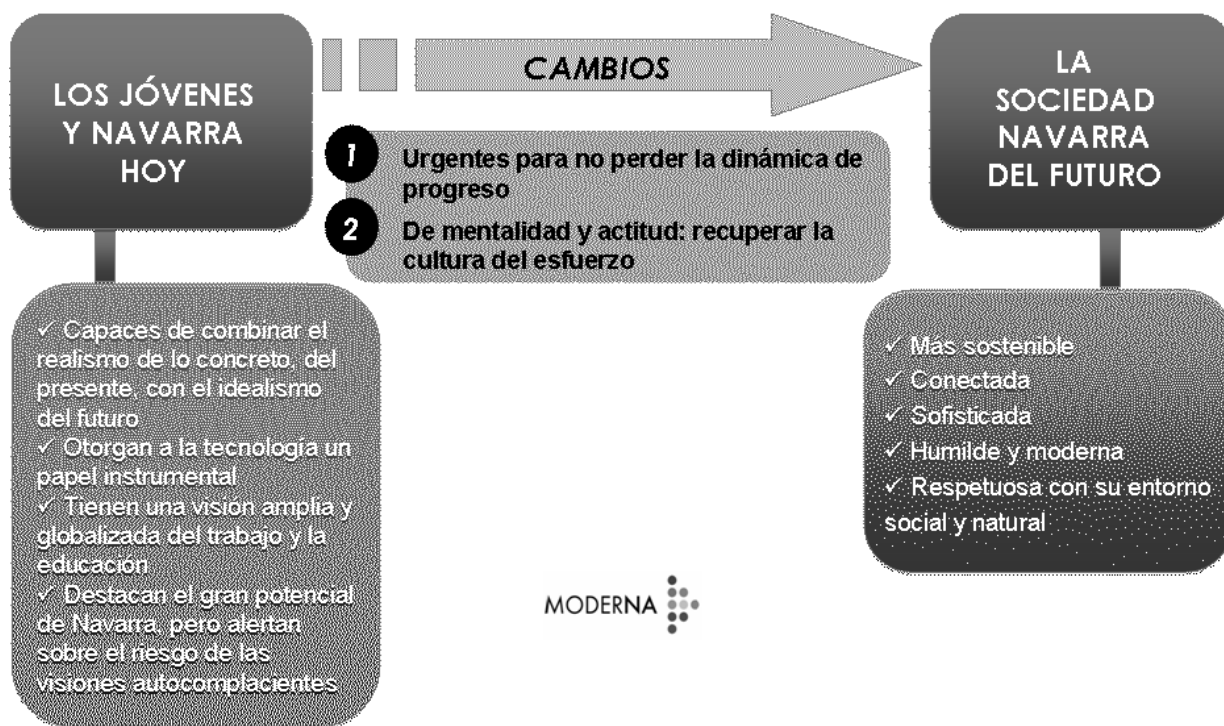 LOS JÓVENES
Y NAVARRA
HOY
CAMBIOS
1 Urgentes para no perder la dinámica de
progreso
2 De mentalidad y actitud: recuperar la
cultura del esfuerzo
LA
SOCIEDAD
NAVARRA
DEL FUTURO
✓ Capaces de combinar el
realismo de lo concreto, del
presente, con el idealismo
del futuro
✓ Otorgan a la tecnología un
papel instrumental
✓ Tienen una visión amplia y
globalizada del trabajo y la
educación
✓ Destacan el gran potencial
de Navarra, pero alertan
sobre el riesgo de las
visiones autocomplacientes
✓ Más sostenible
✓ Conectada
✓ Sofisticada
✓ Humilde y moderna
✓ Respetuosa con su entorno
social y natural
MODERNA